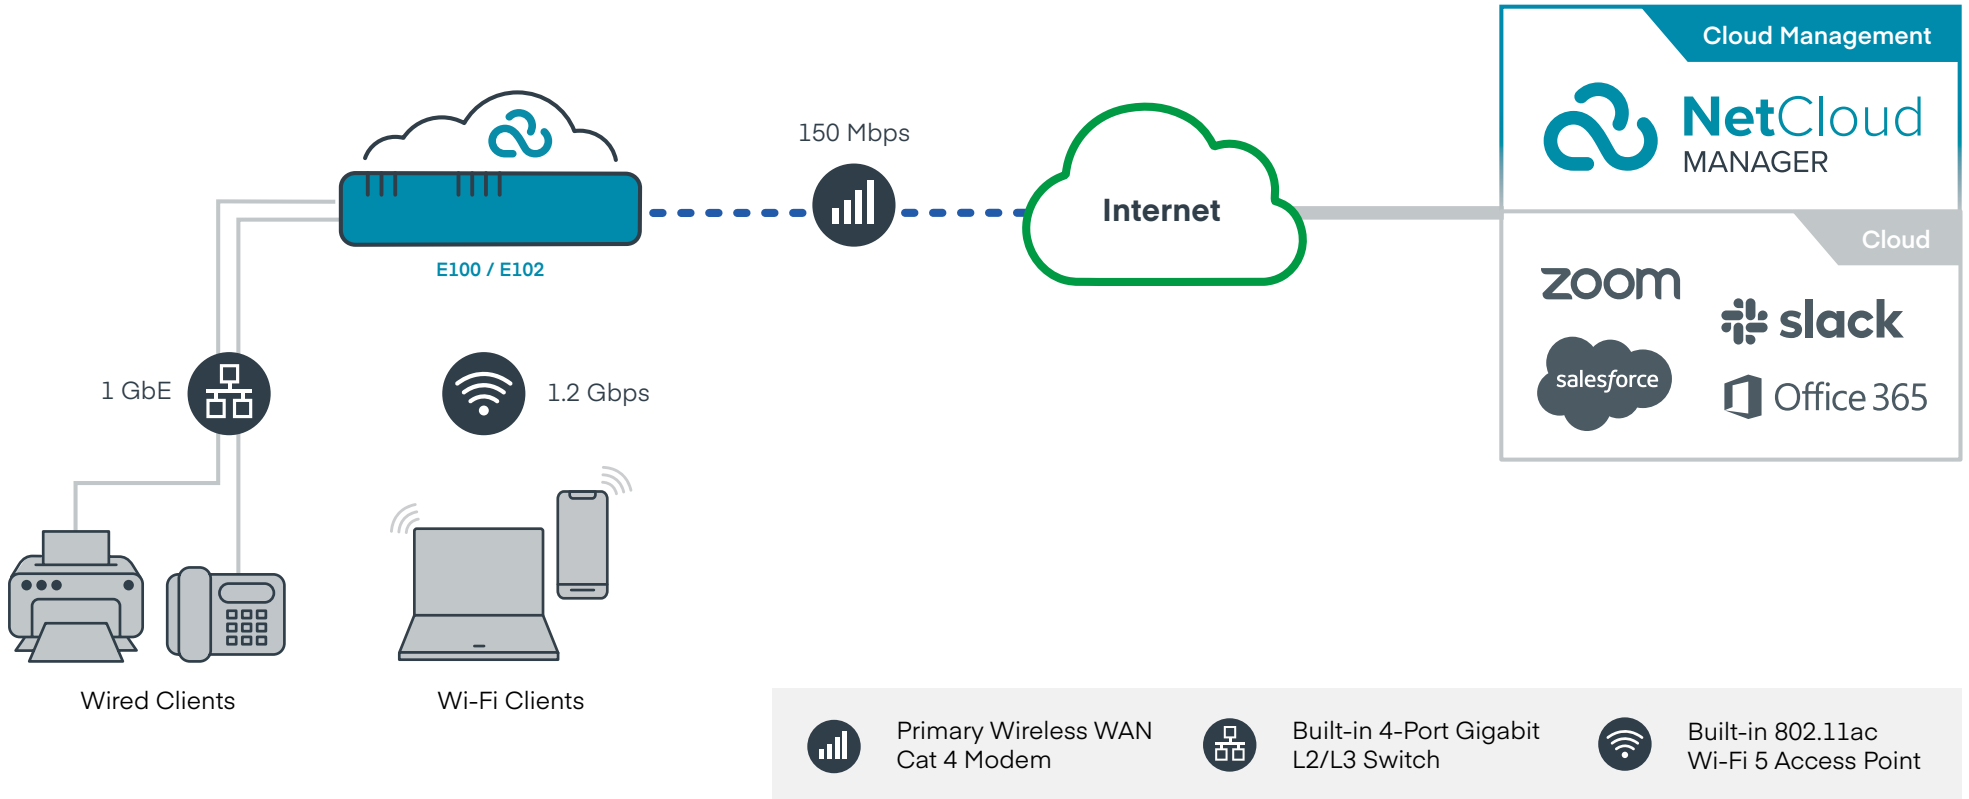 Cloud Management
NetCloud
MANAGER
150 Mbps
Internet
E100 / E102
Cloud
zoom
slack
salesforce
Office 365
1 GbE
1.2 Gbps
Wired Clients
Wi-Fi Clients
Primary Wireless WAN
Cat 4 Modem
Built-in 4-Port Gigabit
L2/L3 Switch
Built-in 802.11ac
Wi-Fi 5 Access Point